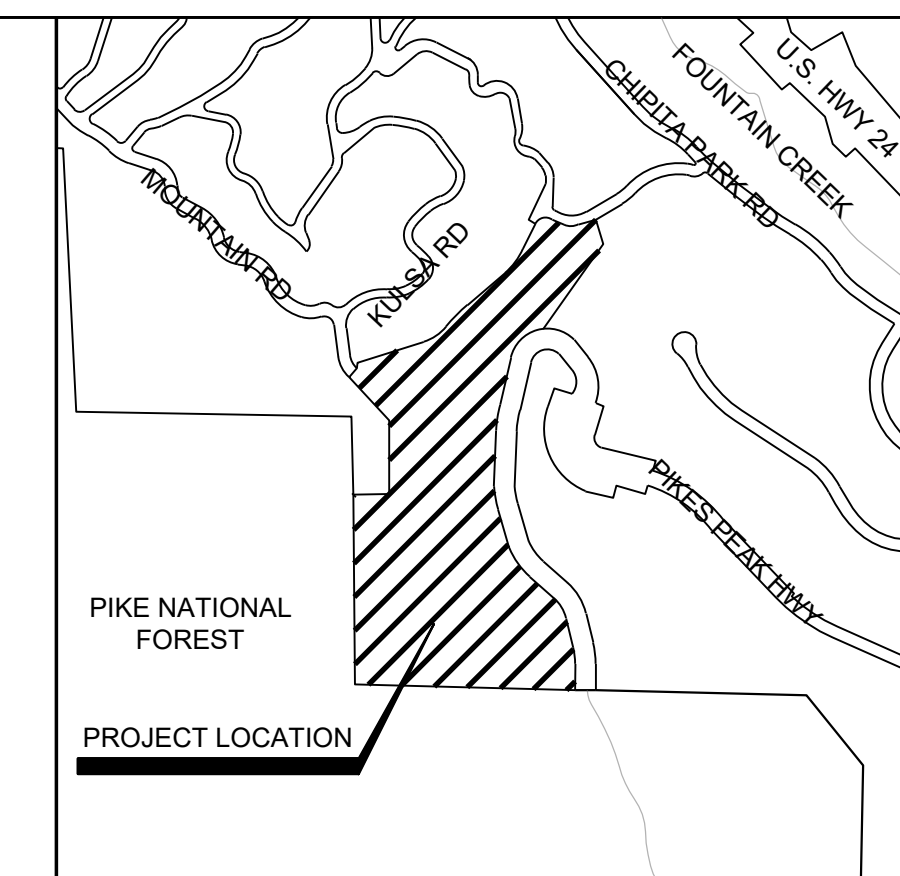 U.S. HWY 24
FOUNTAIN CREEK
CHIPITA PARK RD
MOUNTAIN RD
KULSA RD
PIKES PEAK HWY
PIKE NATIONAL
FOREST
PROJECT LOCATION